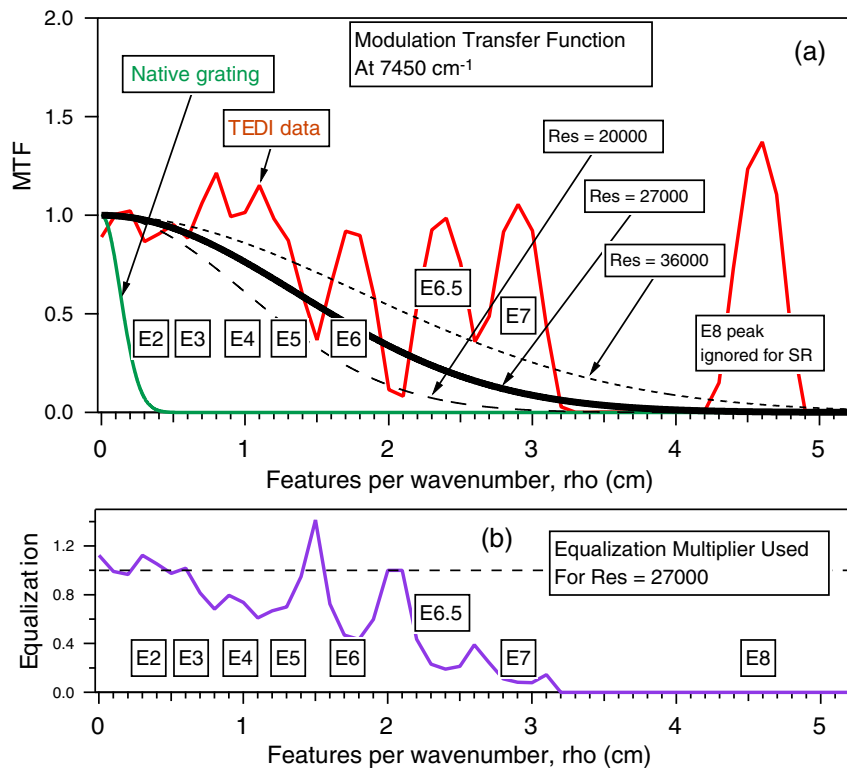 2.0
Modulation Transfer Function
At 7450 cm-1
(a)
Native grating
1.5
TEDI data
Res = 20000
MTF
1.0
Res = 27000
Res = 36000
E6.5
0.5
E7
E2 E3 E4 E5 E6
E8 peak
ignored for SR
0.0
0 1 2 3 4 5
Features per wavenumber, rho (cm)
(b)
1.2
Equalization Multiplier Used
For Res = 27000
Equalization
0.8
E6.5
0.4
E2 E3 E4 E5 E6 E7 E8
0.0
0 1 2 3 4 5
Features per wavenumber, rho (cm)